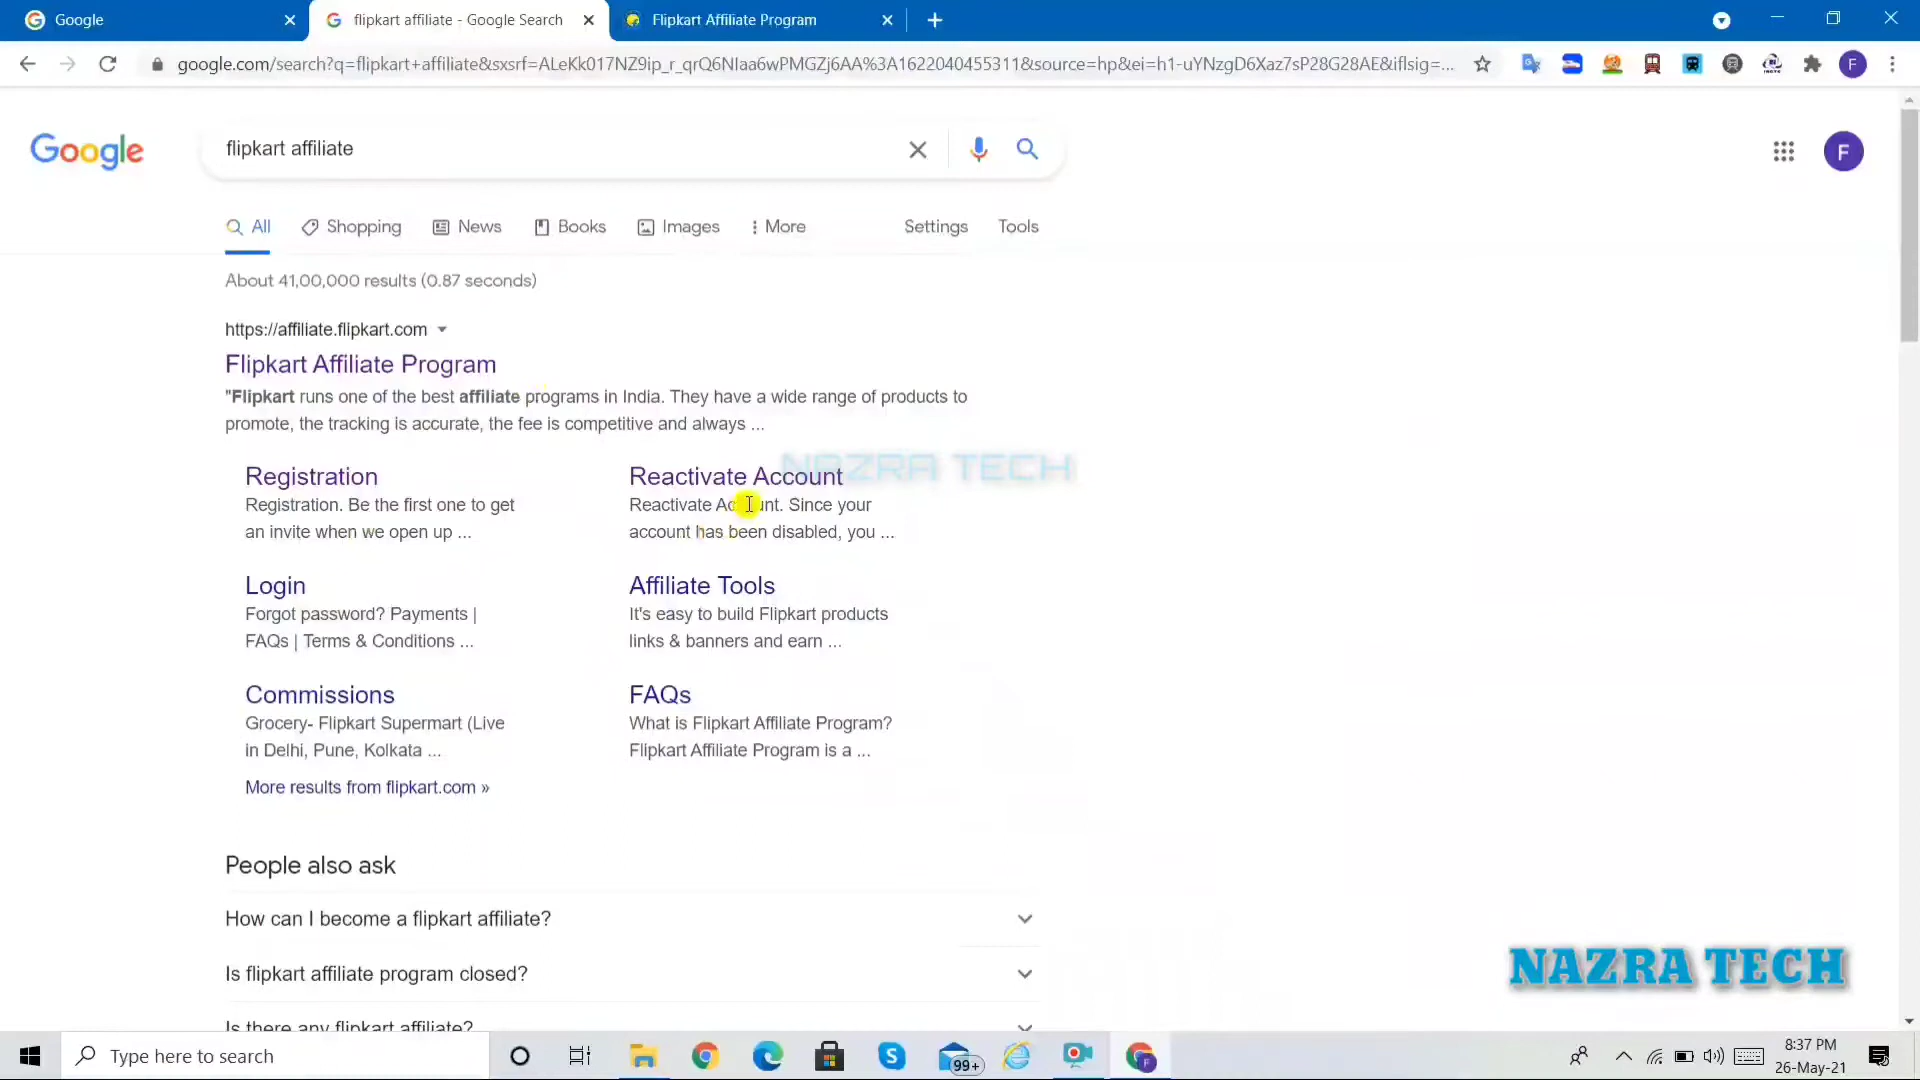 Google
flipkart affiliate - Google Search
Flipkart Affiliate Program
google.com/search?q=flipkart+affiliate&sxsrf=ALeKk017NZ9ip_r_qrQ6NIaa6wPMGZj6AA%3A1622040455311&source=hp&ei=h1-uYNzgD6Xaz7sP28G28AE&iflsig=...
F
Google
flipkart affiliate
F
All
Shopping
News
Books
Images
More
Settings
Tools
About 41,00,000 results (0.87 seconds)
https://affiliate.flipkart.com
Flipkart Affiliate Program
"Flipkart runs one of the best affiliate programs in India. They have a wide range of products to
promote, the tracking is accurate, the fee is competitive and always ...
NAZRA TECH
Registration
Registration. Be the first one to get
an invite when we open up ...
Reactivate Account
Reactivate Account. Since your
account has been disabled, you ...
Login
Forgot password? Payments |
FAQs | Terms & Conditions ...
Affiliate Tools
It's easy to build Flipkart products
links & banners and earn ...
Commissions
Grocery- Flipkart Supermart (Live
in Delhi, Pune, Kolkata ...
FAQs
What is Flipkart Affiliate Program?
Flipkart Affiliate Program is a ...
More results from flipkart.com »
People also ask
How can I become a flipkart affiliate?
Is flipkart affiliate program closed?
Is there any flipkart affiliate?
NAZRA TECH
Type here to search
99+
8:37 PM
26-May-21